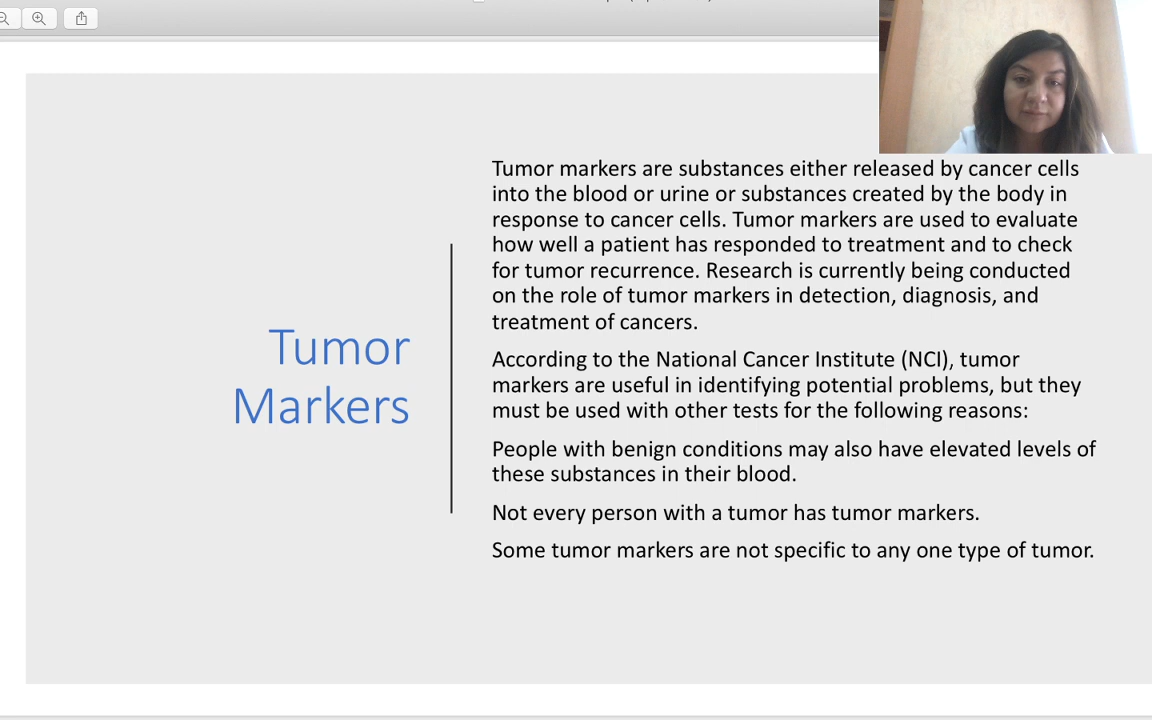 Tumor
Markers
Tumor markers are substances either released by cancer cells
into the blood or urine or substances created by the body in
response to cancer cells. Tumor markers are used to evaluate
how well a patient has responded to treatment and to check
for tumor recurrence. Research is currently being conducted
on the role of tumor markers in detection, diagnosis, and
treatment of cancers.
According to the National Cancer Institute (NCI), tumor
markers are useful in identifying potential problems, but they
must be used with other tests for the following reasons:
People with benign conditions may also have elevated levels of
these substances in their blood.
Not every person with a tumor has tumor markers.
Some tumor markers are not specific to any one type of tumor.